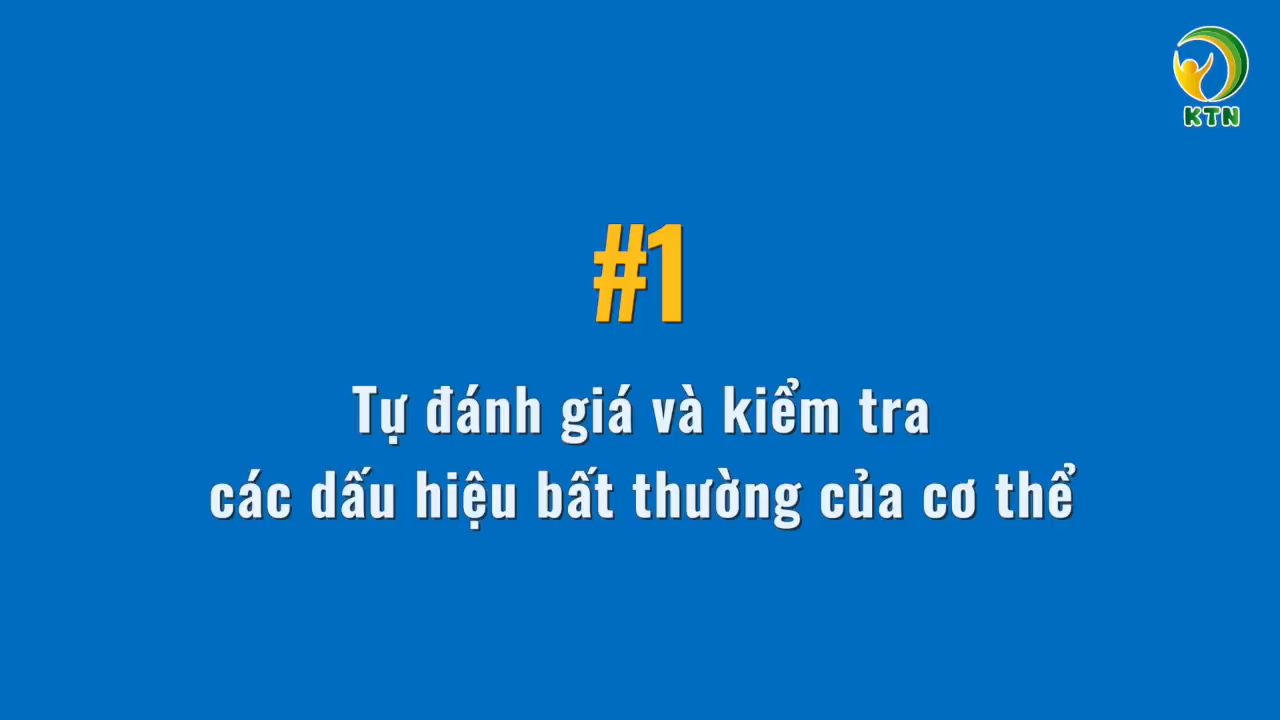 KTN
#1
Tự đánh giá và kiểm tra
các dấu hiệu bất thường của cơ thể